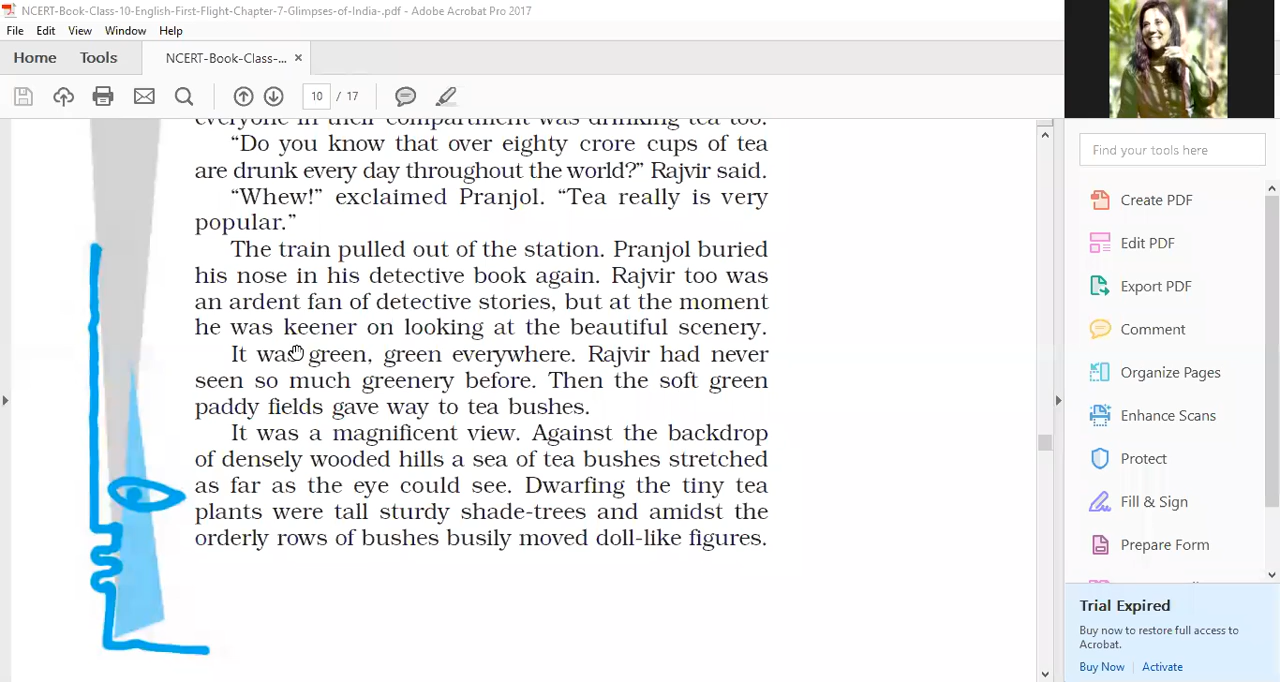 NCERT-Book-Class-10-English-First-Flight-Chapter-7-Glimpses-of-India-.pdf - Adobe Acrobat Pro 2017
File Edit View Window Help
Home Tools NCERT-Book-Class-... ×
10 / 17
everyone in their compartment was drinking tea too.
“Do you know that over eighty crore cups of tea
are drunk every day throughout the world?” Rajvir said.
“Whew!” exclaimed Pranjol. “Tea really is very
popular.”
The train pulled out of the station. Pranjol buried
his nose in his detective book again. Rajvir too was
an ardent fan of detective stories, but at the moment
he was keener on looking at the beautiful scenery.
It was green, green everywhere. Rajvir had never
seen so much greenery before. Then the soft green
paddy fields gave way to tea bushes.
It was a magnificent view. Against the backdrop
of densely wooded hills a sea of tea bushes stretched
as far as the eye could see. Dwarfing the tiny tea
plants were tall sturdy shade-trees and amidst the
orderly rows of bushes busily moved doll-like figures.
Find your tools here
Create PDF
Edit PDF
Export PDF
Comment
Organize Pages
Enhance Scans
Protect
Fill & Sign
Prepare Form
Trial Expired
Buy now to restore full access to
Acrobat.
Buy Now Activate